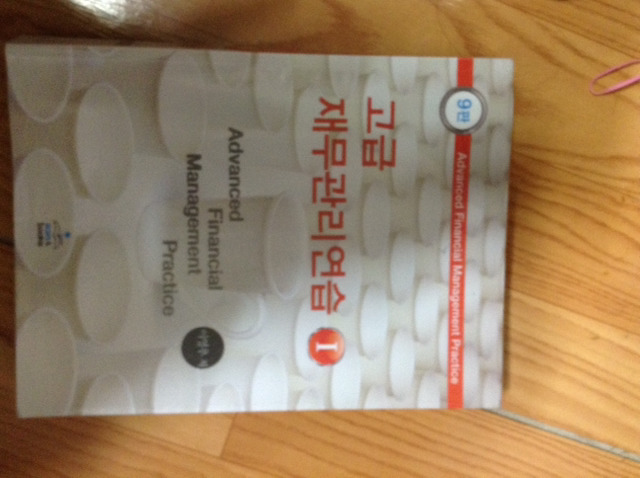 9판
Advanced Financial Management Practice
고급
재무관리연습 I
Advanced
Financial
Management
Practice